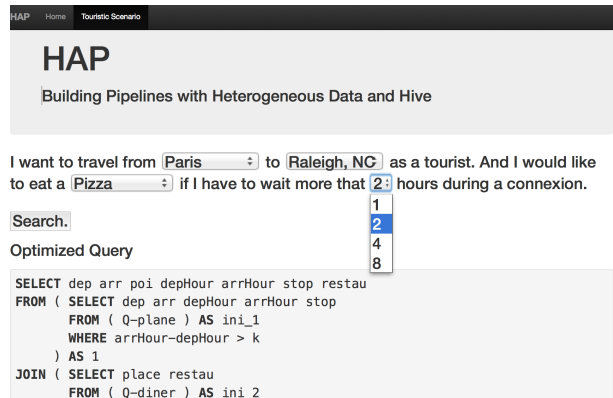 HAP Home Touristic Scenario
HAP
Building Pipelines with Heterogeneous Data and Hive
I want to travel from Paris to Raleigh, NC as a tourist. And I would like
to eat a Pizza if I have to wait more that 2 hours during a connexion.
1
2
4
8
Search.
Optimized Query
SELECT dep arr poi depHour arrHour stop restau
FROM ( SELECT dep arr depHour arrHour stop
FROM ( Q-plane ) AS ini_1
WHERE arrHour-depHour > k
) AS 1
JOIN ( SELECT place restau
FROM ( Q-diner ) AS ini 2